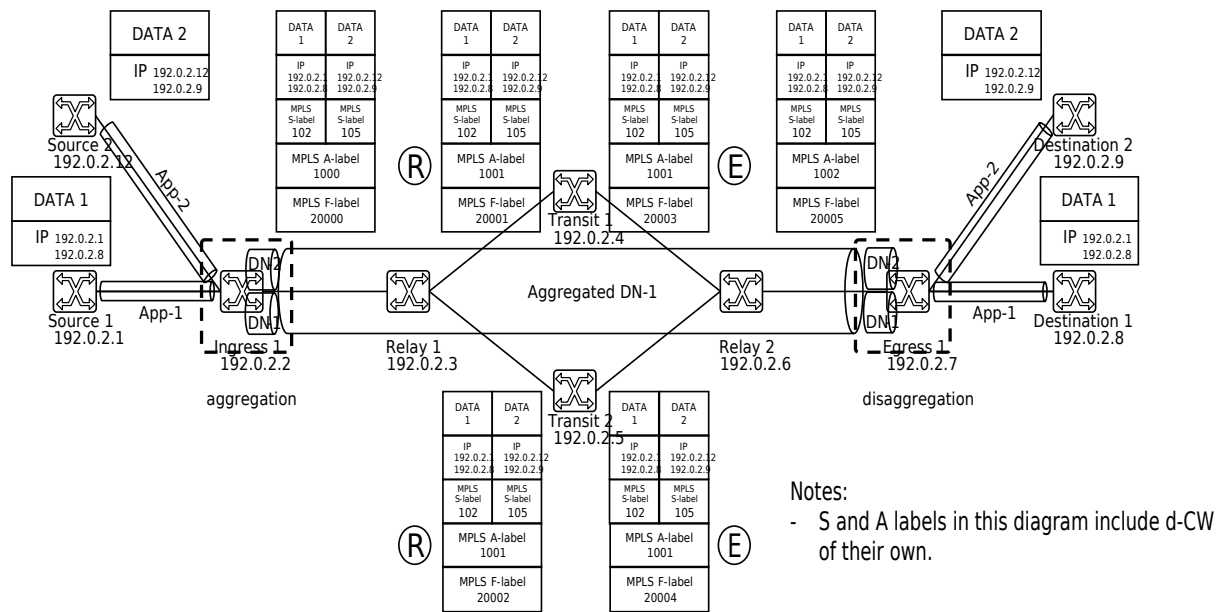 DATA 2
IP 192.0.2.12
192.0.2.9
Source 2
192.0.2.12
App-2
DATA 1
IP 192.0.2.1
192.0.2.8
Source 1
192.0.2.1
App-1
DATA 1
DATA 2
IP 192.0.2.1 192.0.2.8
IP 192.0.2.12 192.0.2.9
MPLS S-label 102
MPLS S-label 105
MPLS A-label
1000
MPLS F-label
20000
R
DATA 1
DATA 2
IP 192.0.2.1 192.0.2.8
IP 192.0.2.12 192.0.2.9
MPLS S-label 102
MPLS S-label 105
MPLS A-label
1001
MPLS F-label
20001
DATA 1
DATA 2
IP 192.0.2.1 192.0.2.8
IP 192.0.2.12 192.0.2.9
MPLS S-label 102
MPLS S-label 105
MPLS A-label
1001
MPLS F-label
20003
E
DATA 1
DATA 2
IP 192.0.2.1 192.0.2.8
IP 192.0.2.12 192.0.2.9
MPLS S-label 102
MPLS S-label 105
MPLS A-label
1002
MPLS F-label
20005
DATA 2
IP 192.0.2.12
192.0.2.9
Destination 2
192.0.2.9
App-2
DATA 1
IP 192.0.2.1
192.0.2.8
Destination 1
192.0.2.8
App-1
Transit 1
192.0.2.4
DN-2
DN-1
Ingress 1
192.0.2.2
aggregation
Relay 1
192.0.2.3
Aggregated DN-1
Relay 2
192.0.2.6
DN-2
DN-1
Egress 1
192.0.2.7
disaggregation
Transit 2
192.0.2.5
R
DATA 1
DATA 2
IP 192.0.2.1 192.0.2.8
IP 192.0.2.12 192.0.2.9
MPLS S-label 102
MPLS S-label 105
MPLS A-label
1001
MPLS F-label
20002
DATA 1
DATA 2
IP 192.0.2.1 192.0.2.8
IP 192.0.2.12 192.0.2.9
MPLS S-label 102
MPLS S-label 105
MPLS A-label
1001
MPLS F-label
20004
E
Notes:
- S and A labels in this diagram include d-CW
of their own.